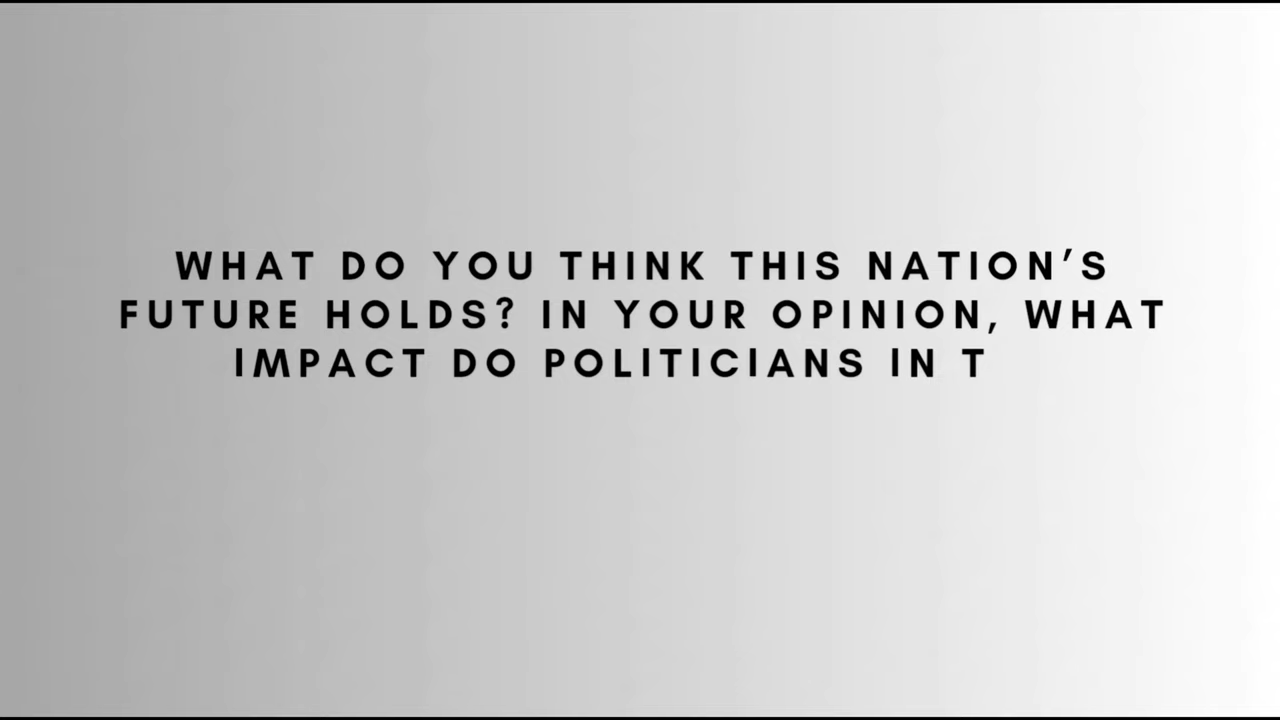 WHAT DO YOU THINK THIS NATION’S
FUTURE HOLDS? IN YOUR OPINION, WHAT
IMPACT DO POLITICIANS IN T